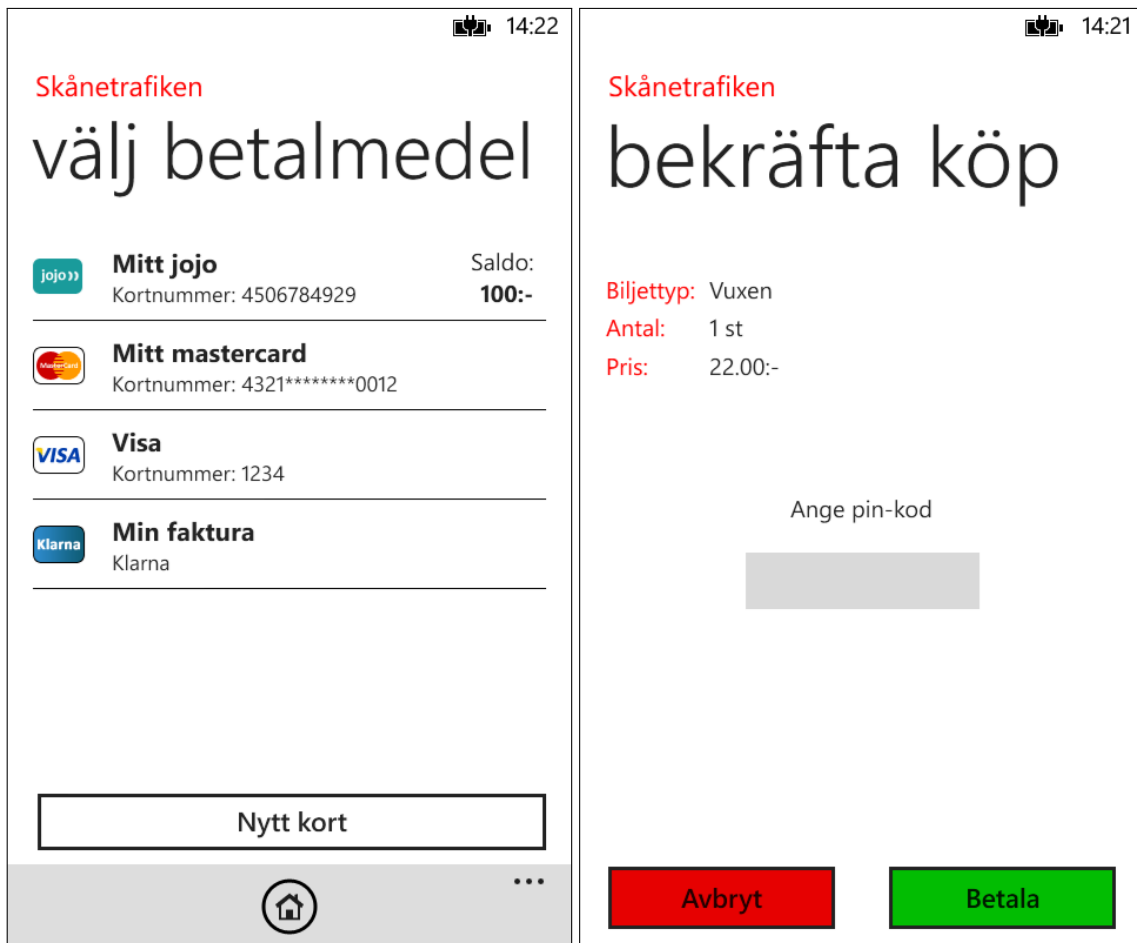 14:22
Skånetrafiken
välj betalmedel
jojo
Mitt jojo
Kortnummer: 4506784929
Saldo:
100:-
MasterCard
Mitt mastercard
Kortnummer: 4321********0012
VISA
Visa
Kortnummer: 1234
Klarna
Min faktura
Klarna
Nytt kort
...
14:21
Skånetrafiken
bekräfta köp
Biljettyp: Vuxen
Antal: 1 st
Pris: 22.00:-
Ange pin-kod
Avbryt
Betala